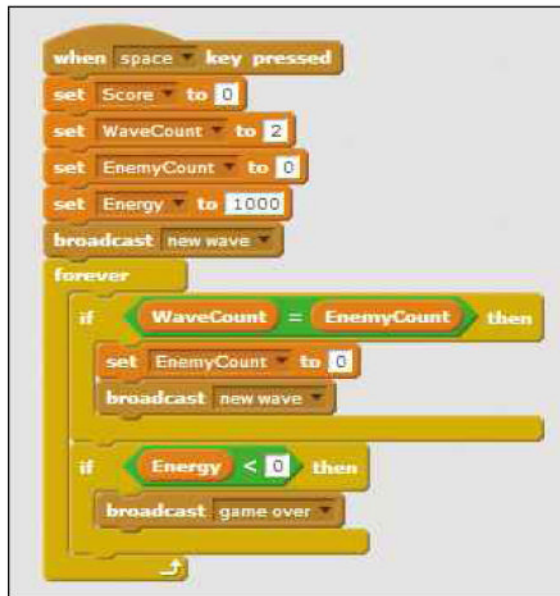 when space key pressed
set Score to 0
set WaveCount to 2
set EnemyCount to 0
set Energy to 1000
broadcast new wave
forever
if WaveCount = EnemyCount then
set EnemyCount to 0
broadcast new wave
if Energy < 0 then
broadcast game over